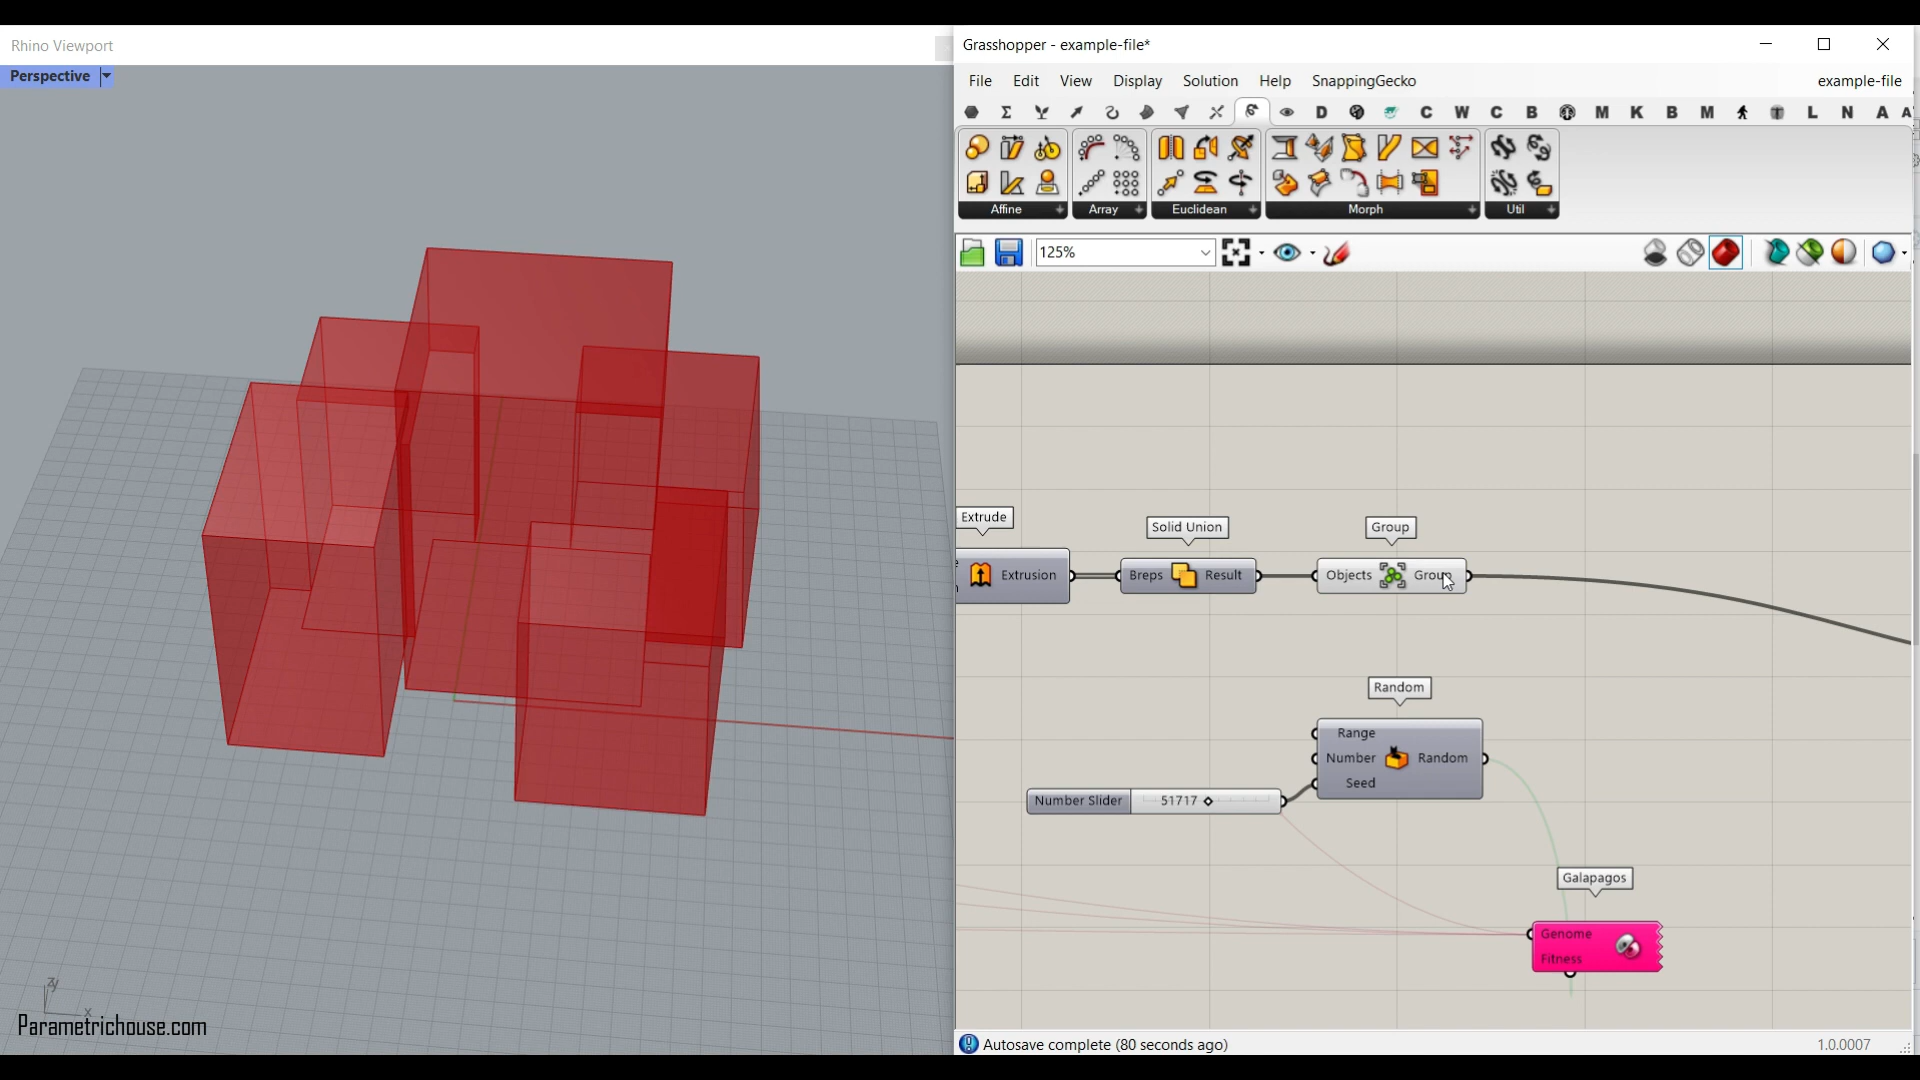 Rhino Viewport
Perspective
Parametrichouse.com
Grasshopper - example-file*
File Edit View Display Solution Help SnappingGecko example-file
D C W C B M K B M L N A A
Affine Array Euclidean Morph Util
125%
Extrude
Solid Union
Group
Extrusion
Breps Result
Objects Group
Random
Range
Number Random
Seed
Number Slider 51717
Galapagos
Genome
Fitness
Autosave complete (80 seconds ago)
1.0.0007